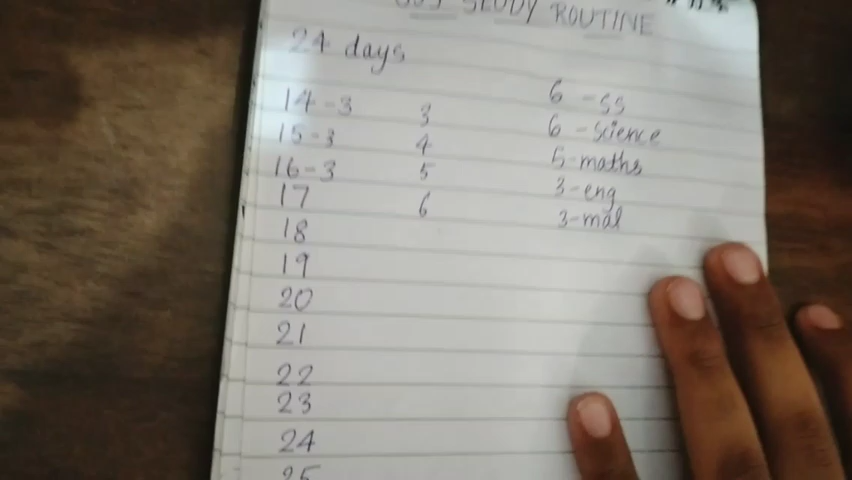 STUDY ROUTINE
24 days
14-3 3 6 -SS
15-3 4 6 -science
16-3 5 5-maths
17 6 3-eng
18 3-mal
19
20
21
22
23
24
25